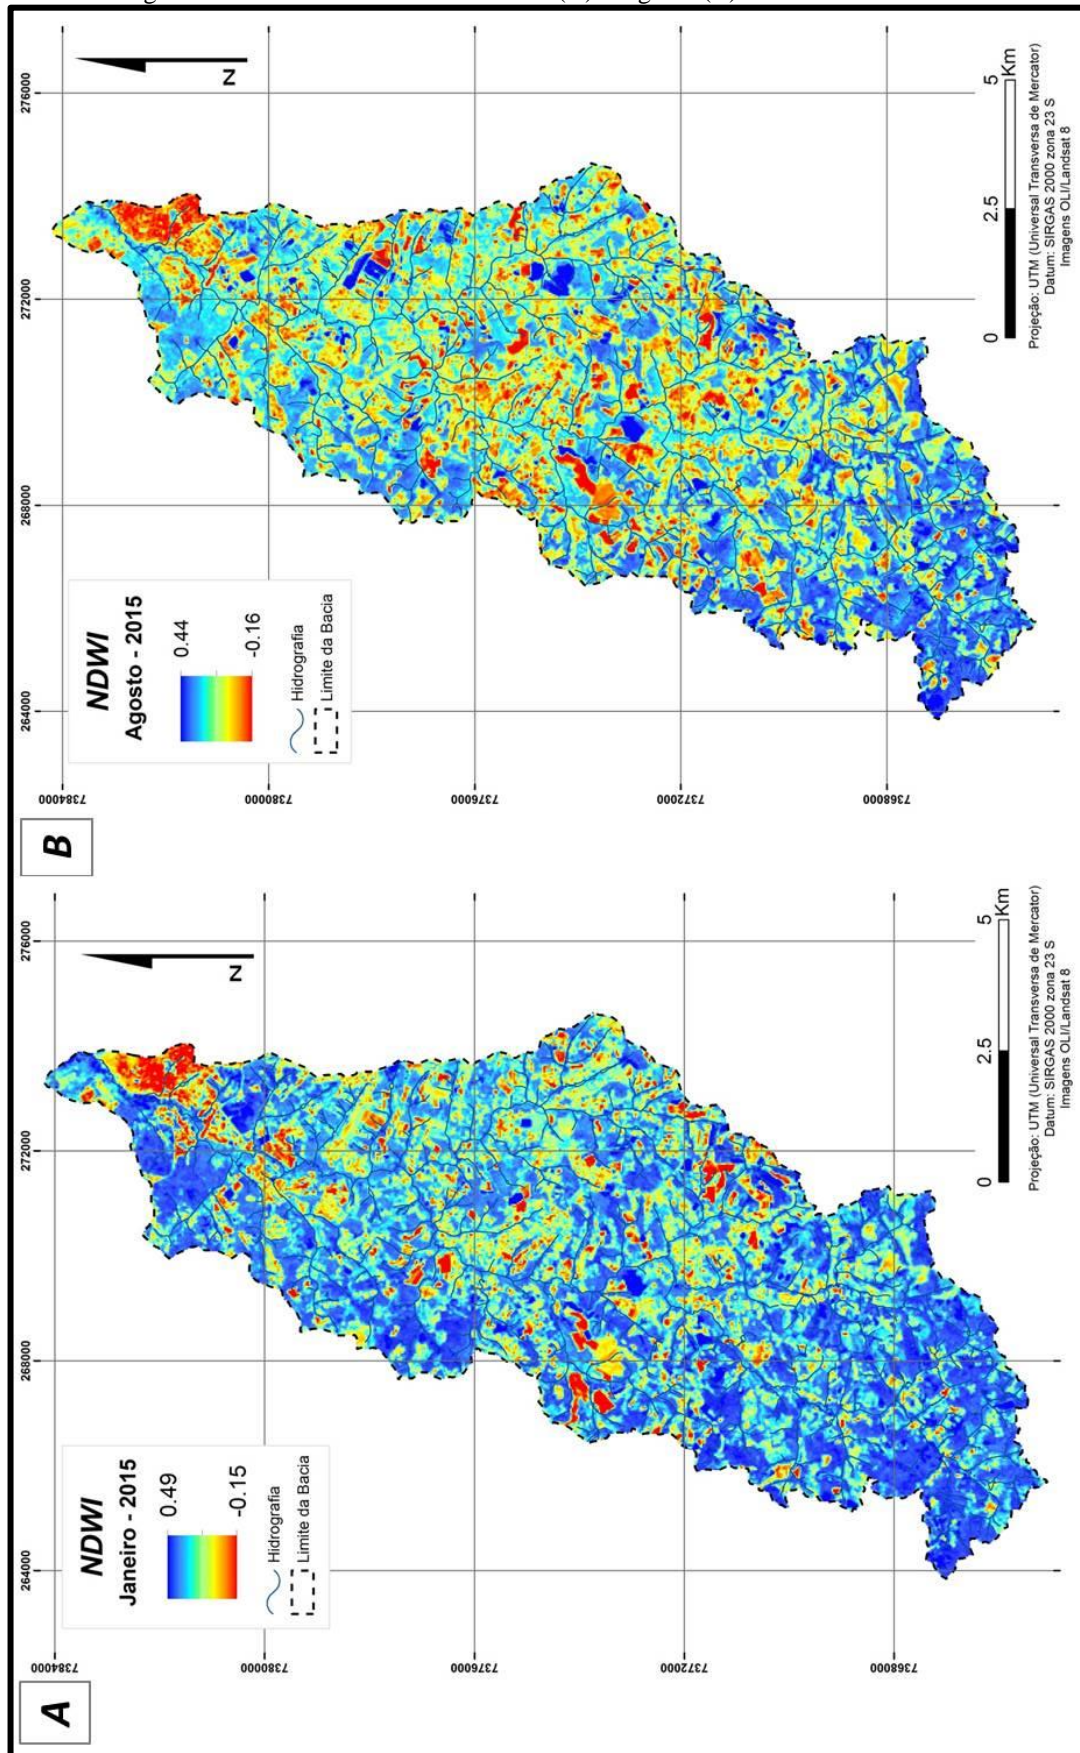 A
NDWI
Janeiro - 2015
0.49
-0.15
Hidrografia
Limite da Bacia
264000
268000
272000
276000
7384000
7380000
7376000
7372000
7368000
N
0
2.5
5
Km
Projeção: UTM (Universal Transversa de Mercator)
Datum: SIRGAS 2000 zona 23 S
Imagens OLI/Landsat 8
B
NDWI
Agosto - 2015
0.44
-0.16
Hidrografia
Limite da Bacia
264000
268000
272000
276000
7384000
7380000
7376000
7372000
7368000
N
0
2.5
5
Km
Projeção: UTM (Universal Transversa de Mercator)
Datum: SIRGAS 2000 zona 23 S
Imagens OLI/Landsat 8